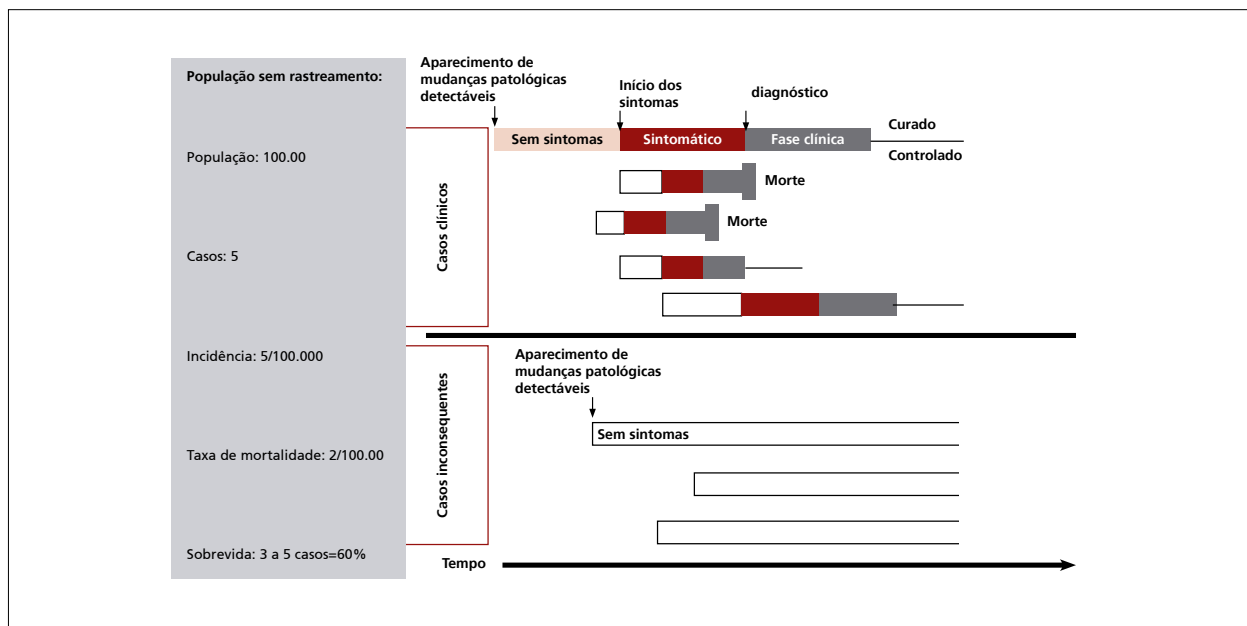 População sem rastreamento:
População: 100.00
Casos: 5
Incidência: 5/100.000
Taxa de mortalidade: 2/100.00
Sobrevida: 3 a 5 casos=60%
Casos clínicos
Aparecimento de
mudanças patológicas
detectáveis
Início dos
sintomas
diagnóstico
Sem sintomas
Sintomático
Fase clínica
Curado
Controlado
Morte
Morte
Casos inconsequentes
Aparecimento de
mudanças patológicas
detectáveis
Sem sintomas
Tempo